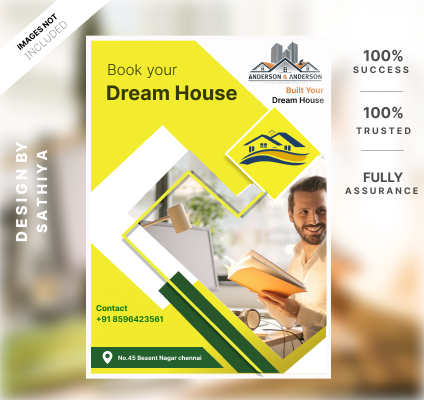 IMAGES NOT
INCLUDED
DESIGN BY
SATHIYA
Book your
Dream House
ANDERSON & ANDERSON
Built Your
Dream House
Contact
+91 8596423561
No.45 Besent Nagar chennai
100%
SUCCESS
100%
TRUSTED
FULLY
ASSURANCE